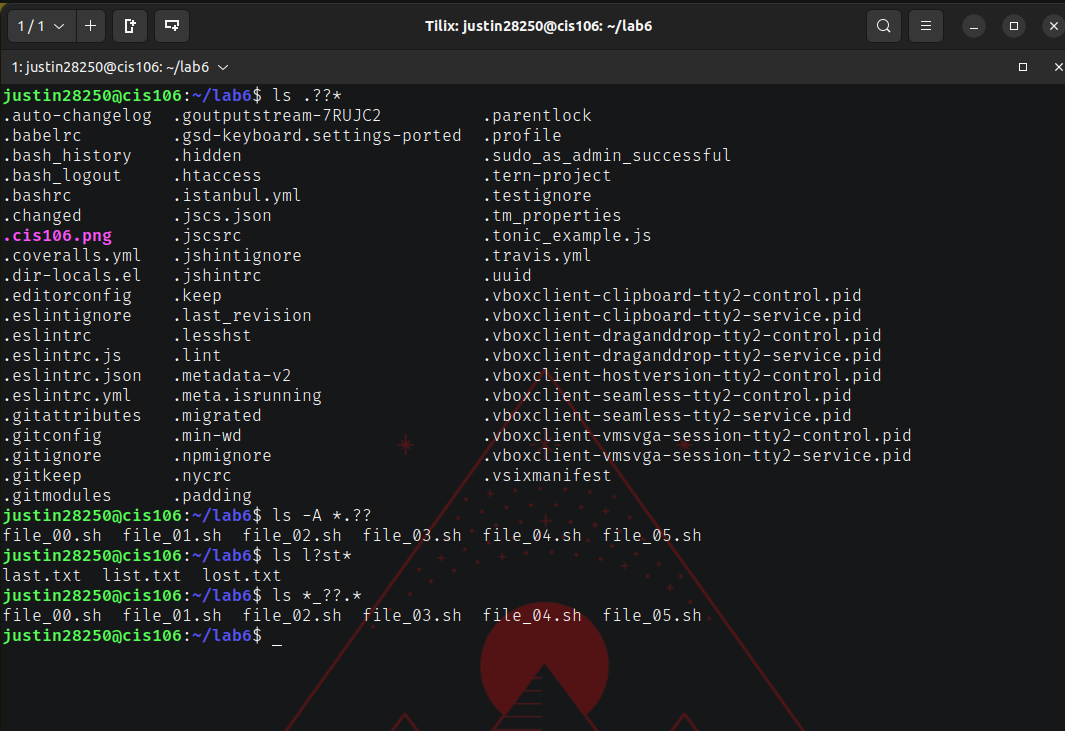 1 / 1
Tilix: justin28250@cis106: ~/lab6
1: justin28250@cis106: ~/lab6
justin28250@cis106:~/lab6$ ls .??*
.auto-changelog  .goutputstream-7RUJC2           .parentlock
.babelrc         .gsd-keyboard.settings-ported  .profile
.bash_history    .hidden                        .sudo_as_admin_successful
.bash_logout     .htaccess                      .tern-project
.bashrc          .istanbul.yml                  .testignore
.changed         .jscs.json                     .tm_properties
.cis106.png      .jscsrc                        .tonic_example.js
.coveralls.yml   .jshintignore                  .travis.yml
.dir-locals.el   .jshintrc                      .uuid
.editorconfig    .keep                          .vboxclient-clipboard-tty2-control.pid
.eslintignore    .last_revision                 .vboxclient-clipboard-tty2-service.pid
.eslintrc        .lesshst                       .vboxclient-draganddrop-tty2-control.pid
.eslintrc.js     .lint                          .vboxclient-draganddrop-tty2-service.pid
.eslintrc.json   .metadata-v2                   .vboxclient-hostversion-tty2-control.pid
.eslintrc.yml    .meta.isrunning                .vboxclient-seamless-tty2-control.pid
.gitattributes   .migrated                      .vboxclient-seamless-tty2-service.pid
.gitconfig       .min-wd                        .vboxclient-vmsvga-session-tty2-control.pid
.gitignore       .npmignore                     .vboxclient-vmsvga-session-tty2-service.pid
.gitkeep         .nycrc                         .vsixmanifest
.gitmodules      .padding
justin28250@cis106:~/lab6$ ls -A *.??
file_00.sh  file_01.sh  file_02.sh  file_03.sh  file_04.sh  file_05.sh
justin28250@cis106:~/lab6$ ls l?st*
last.txt  list.txt  lost.txt
justin28250@cis106:~/lab6$ ls *_??.*
file_00.sh  file_01.sh  file_02.sh  file_03.sh  file_04.sh  file_05.sh
justin28250@cis106:~/lab6$ _